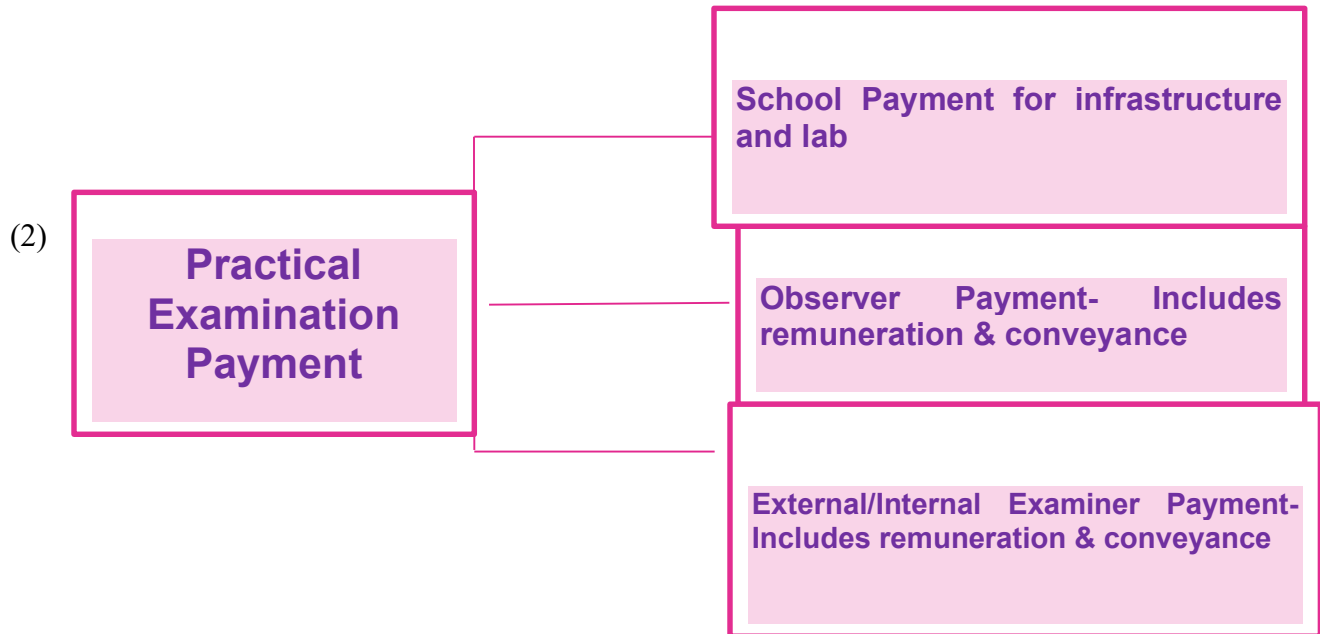 (2)
Practical
Examination
Payment
School Payment for infrastructure
and lab
Observer Payment- Includes
remuneration & conveyance
External/Internal Examiner Payment-
Includes remuneration & conveyance